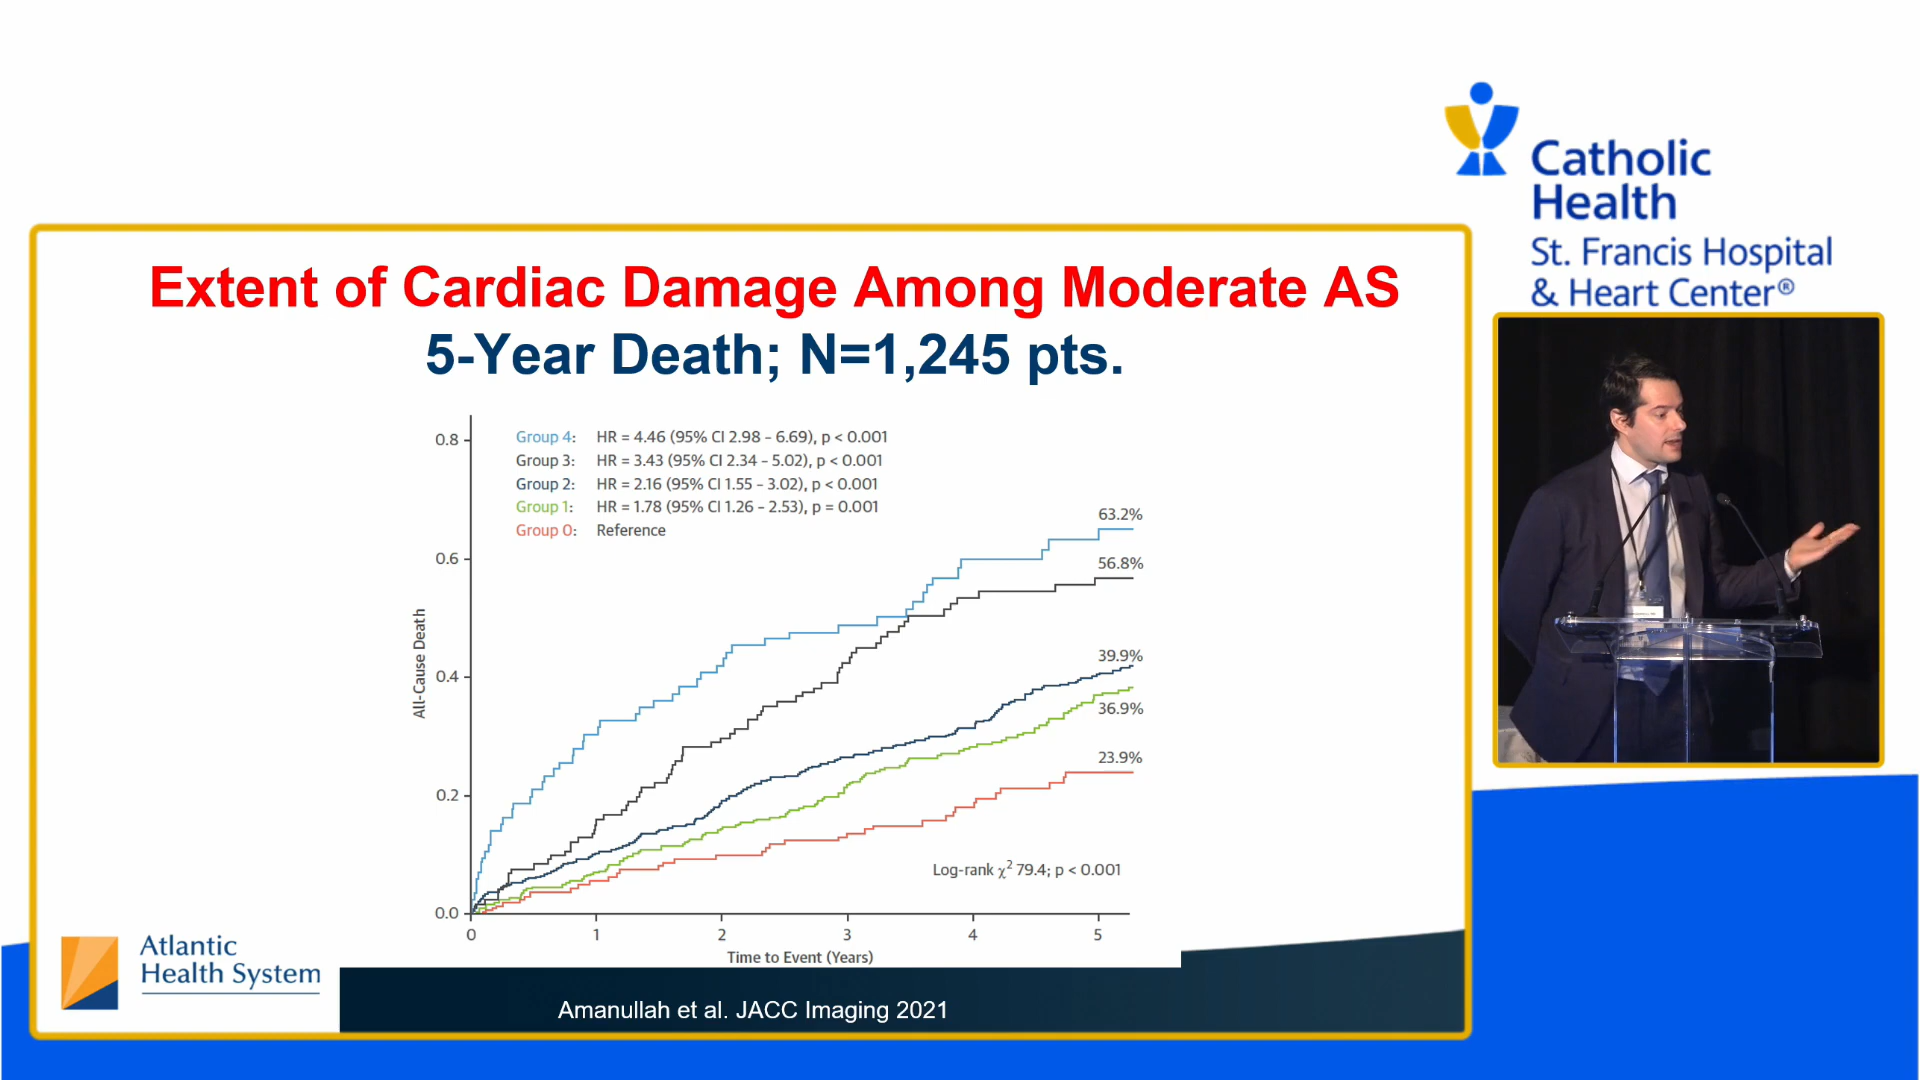 Catholic
Health
St. Francis Hospital
& Heart Center®
Extent of Cardiac Damage Among Moderate AS
5-Year Death; N=1,245 pts.
Group 4: HR = 4.46 (95% CI 2.98 – 6.69), p < 0.001
Group 3: HR = 3.43 (95% CI 2.34 – 5.02), p < 0.001
Group 2: HR = 2.16 (95% CI 1.55 – 3.02), p < 0.001
Group 1: HR = 1.78 (95% CI 1.26 – 2.53), p = 0.001
Group 0: Reference
All-Cause Death
0.8
0.6
0.4
0.2
0.0
63.2%
56.8%
39.9%
36.9%
23.9%
Log-rank χ² 79.4; p < 0.001
0 1 2 3 4 5
Time to Event (Years)
Atlantic
Health System
Amanullah et al. JACC Imaging 2021